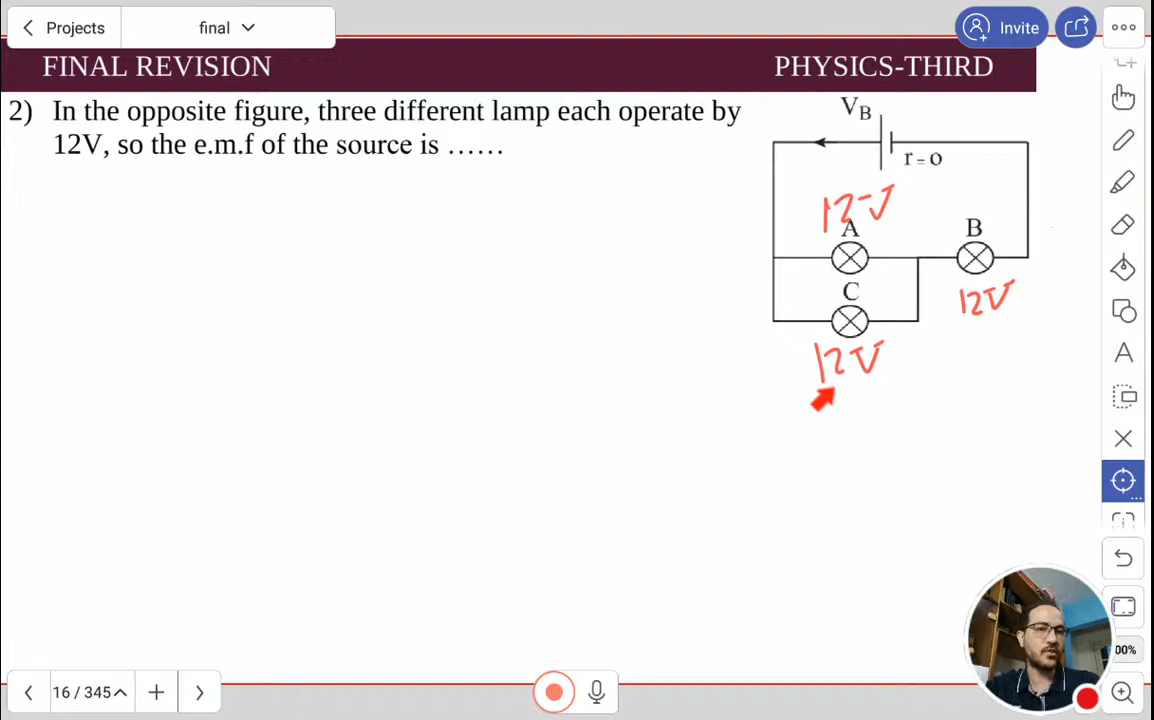 Projects
final
Invite
FINAL REVISION
PHYSICS-THIRD
2) In the opposite figure, three different lamp each operate by
12V, so the e.m.f of the source is ......
VB
r = o
12V
A
B
C
12V
12V
A
16 / 345
00%